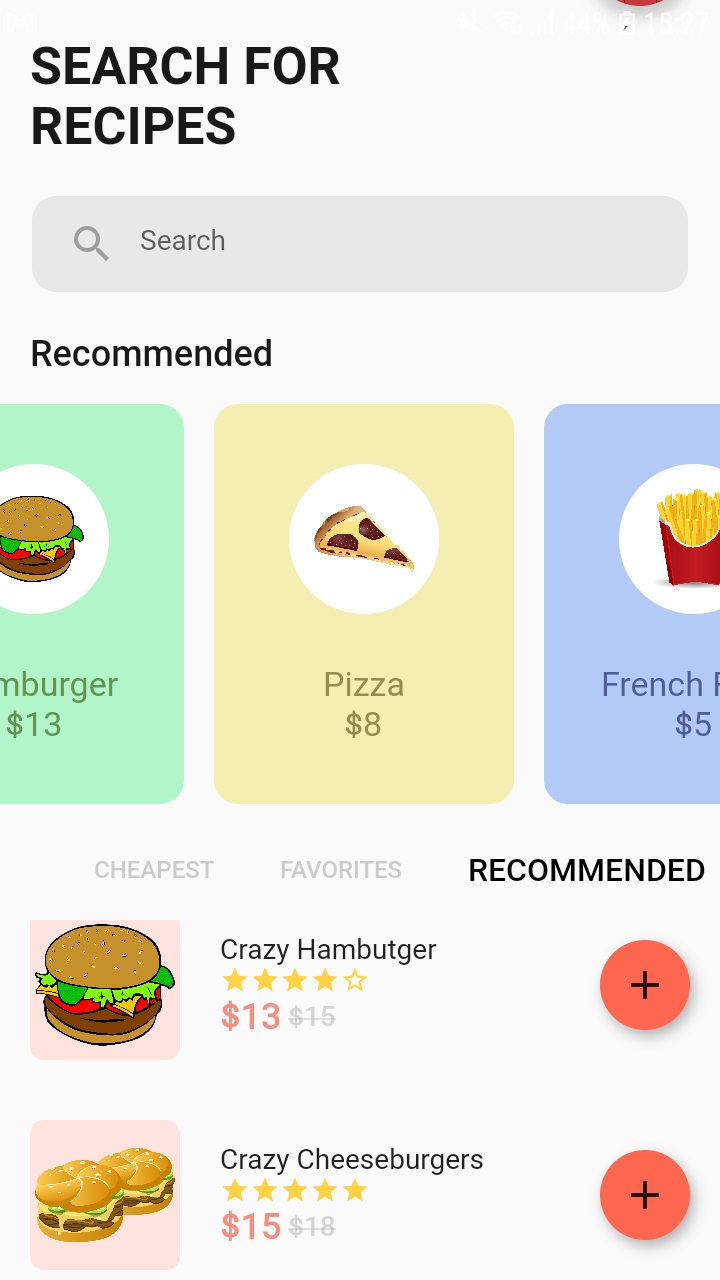 44% 15:27
SEARCH FOR
RECIPES
Search
Recommended
mburger
$13
Pizza
$8
French F
$5
CHEAPEST FAVORITES RECOMMENDED
Crazy Hambutger
$13 $15
Crazy Cheeseburgers
$15 $18